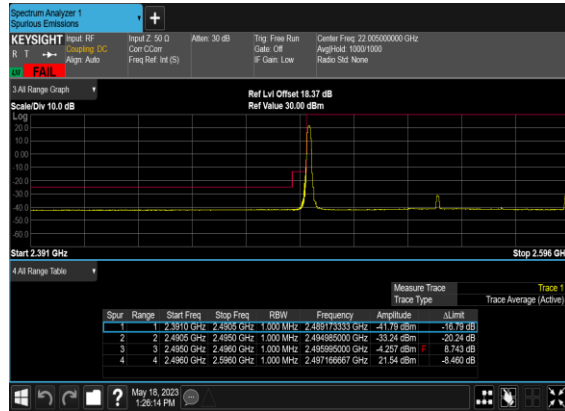 Spectrum Analyzer 1
Spurious Emissions
+
KEYSIGHT Input: RF Input Z: 50 Ω Atten: 30 dB Trig: Free Run Center Freq: 22.005000000 GHz
R T Coupling: DC Corr CCorr Gate: Off Avg|Hold: 1000/1000
Align: Auto Freq Ref: Int (S) IF Gain: Low Radio Std: None
FAIL
3 All Range Graph
Ref Lvl Offset 18.37 dB
Scale/Div 10.0 dB Ref Value 30.00 dBm
Log
20.0
10.0
0.00
-10.0
-20.0
-30.0
-40.0
-50.0
-60.0
Start 2.391 GHz Stop 2.596 GH
4 All Range Table
Measure Trace Trace 1
Trace Type Trace Average (Active)
Spur Range Start Freq Stop Freq RBW Frequency Amplitude ΔLimit
1 1 2.3910 GHz 2.4905 GHz 1.000 MHz 2.489173333 GHz -41.79 dBm -16.79 dB
2 2 2.4905 GHz 2.4950 GHz 1.000 MHz 2.494985000 GHz -33.24 dBm -20.24 dB
3 3 2.4950 GHz 2.4960 GHz 1.000 MHz 2.495995000 GHz -4.257 dBm F 8.743 dB
4 4 2.4960 GHz 2.5960 GHz 1.000 MHz 2.497166667 GHz 21.54 dBm -8.460 dB
? May 18, 2023
1:26:14 PM